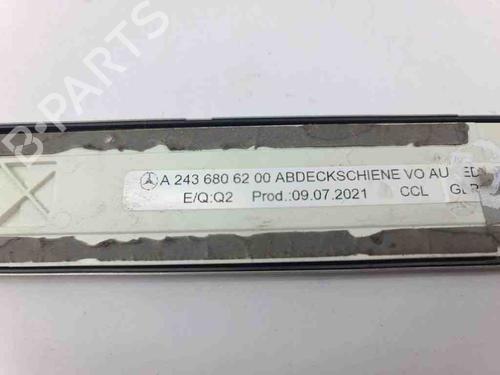 B-PARTS
A 243 680 62 00 ABDECKSCHIENE VO AU
E/Q:Q2 Prod.:09.07.2021 CCL